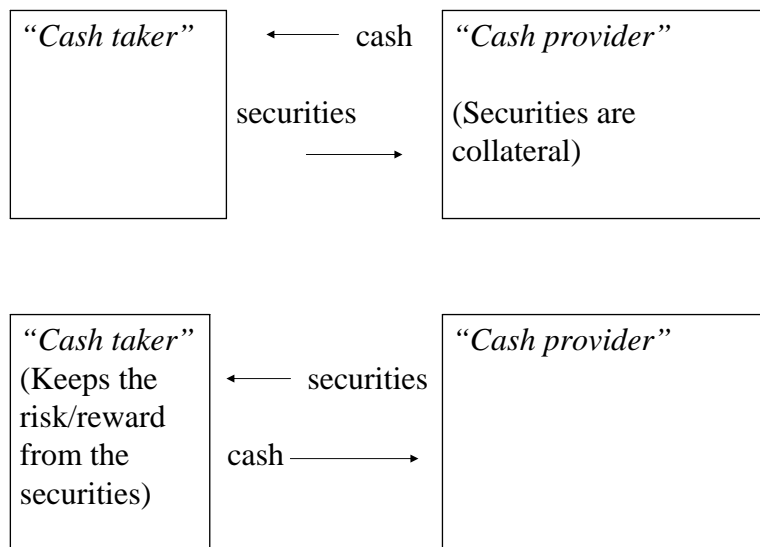 “Cash taker”
cash
“Cash provider”
securities
(Securities are
collateral)
“Cash taker”
(Keeps the
risk/reward
from the
securities)
securities
cash
“Cash provider”